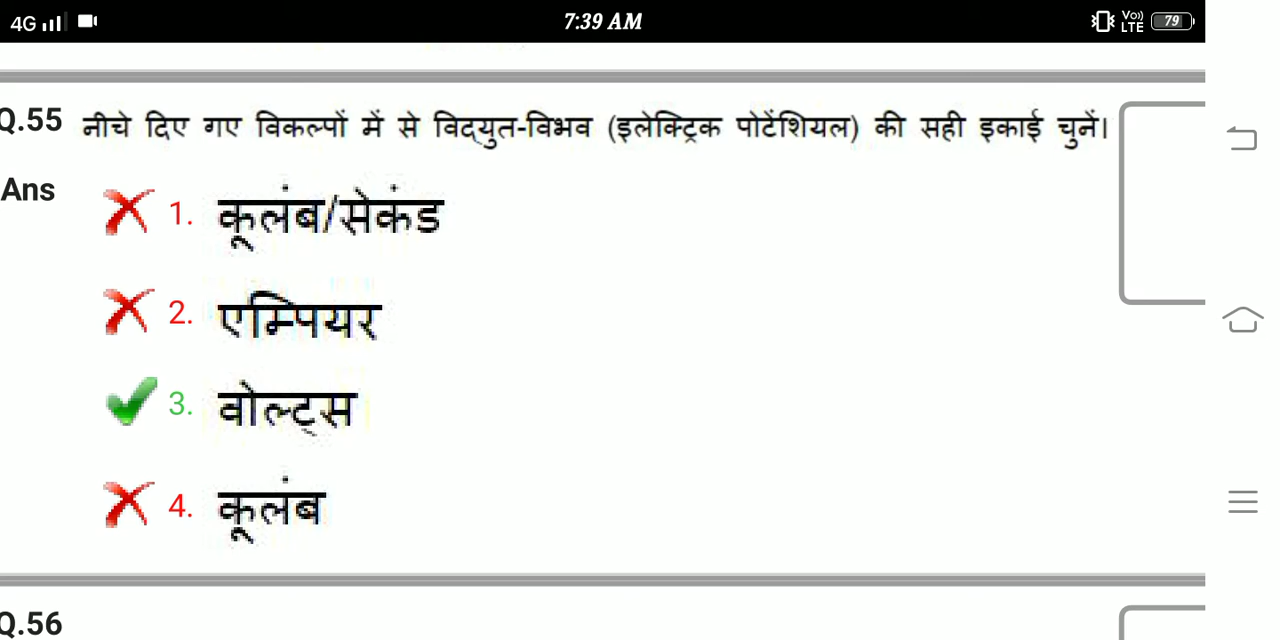 4G 7:39 AM Vo)) LTE 79
Q.55 नीचे दिए गए विकल्पों में से विद्युत-विभव (इलेक्ट्रिक पोटेंशियल) की सही इकाई चुनें।
Ans
1. कूलंब/सेकंड
2. एम्पियर
3. वोल्ट्स
4. कूलंब
Q.56